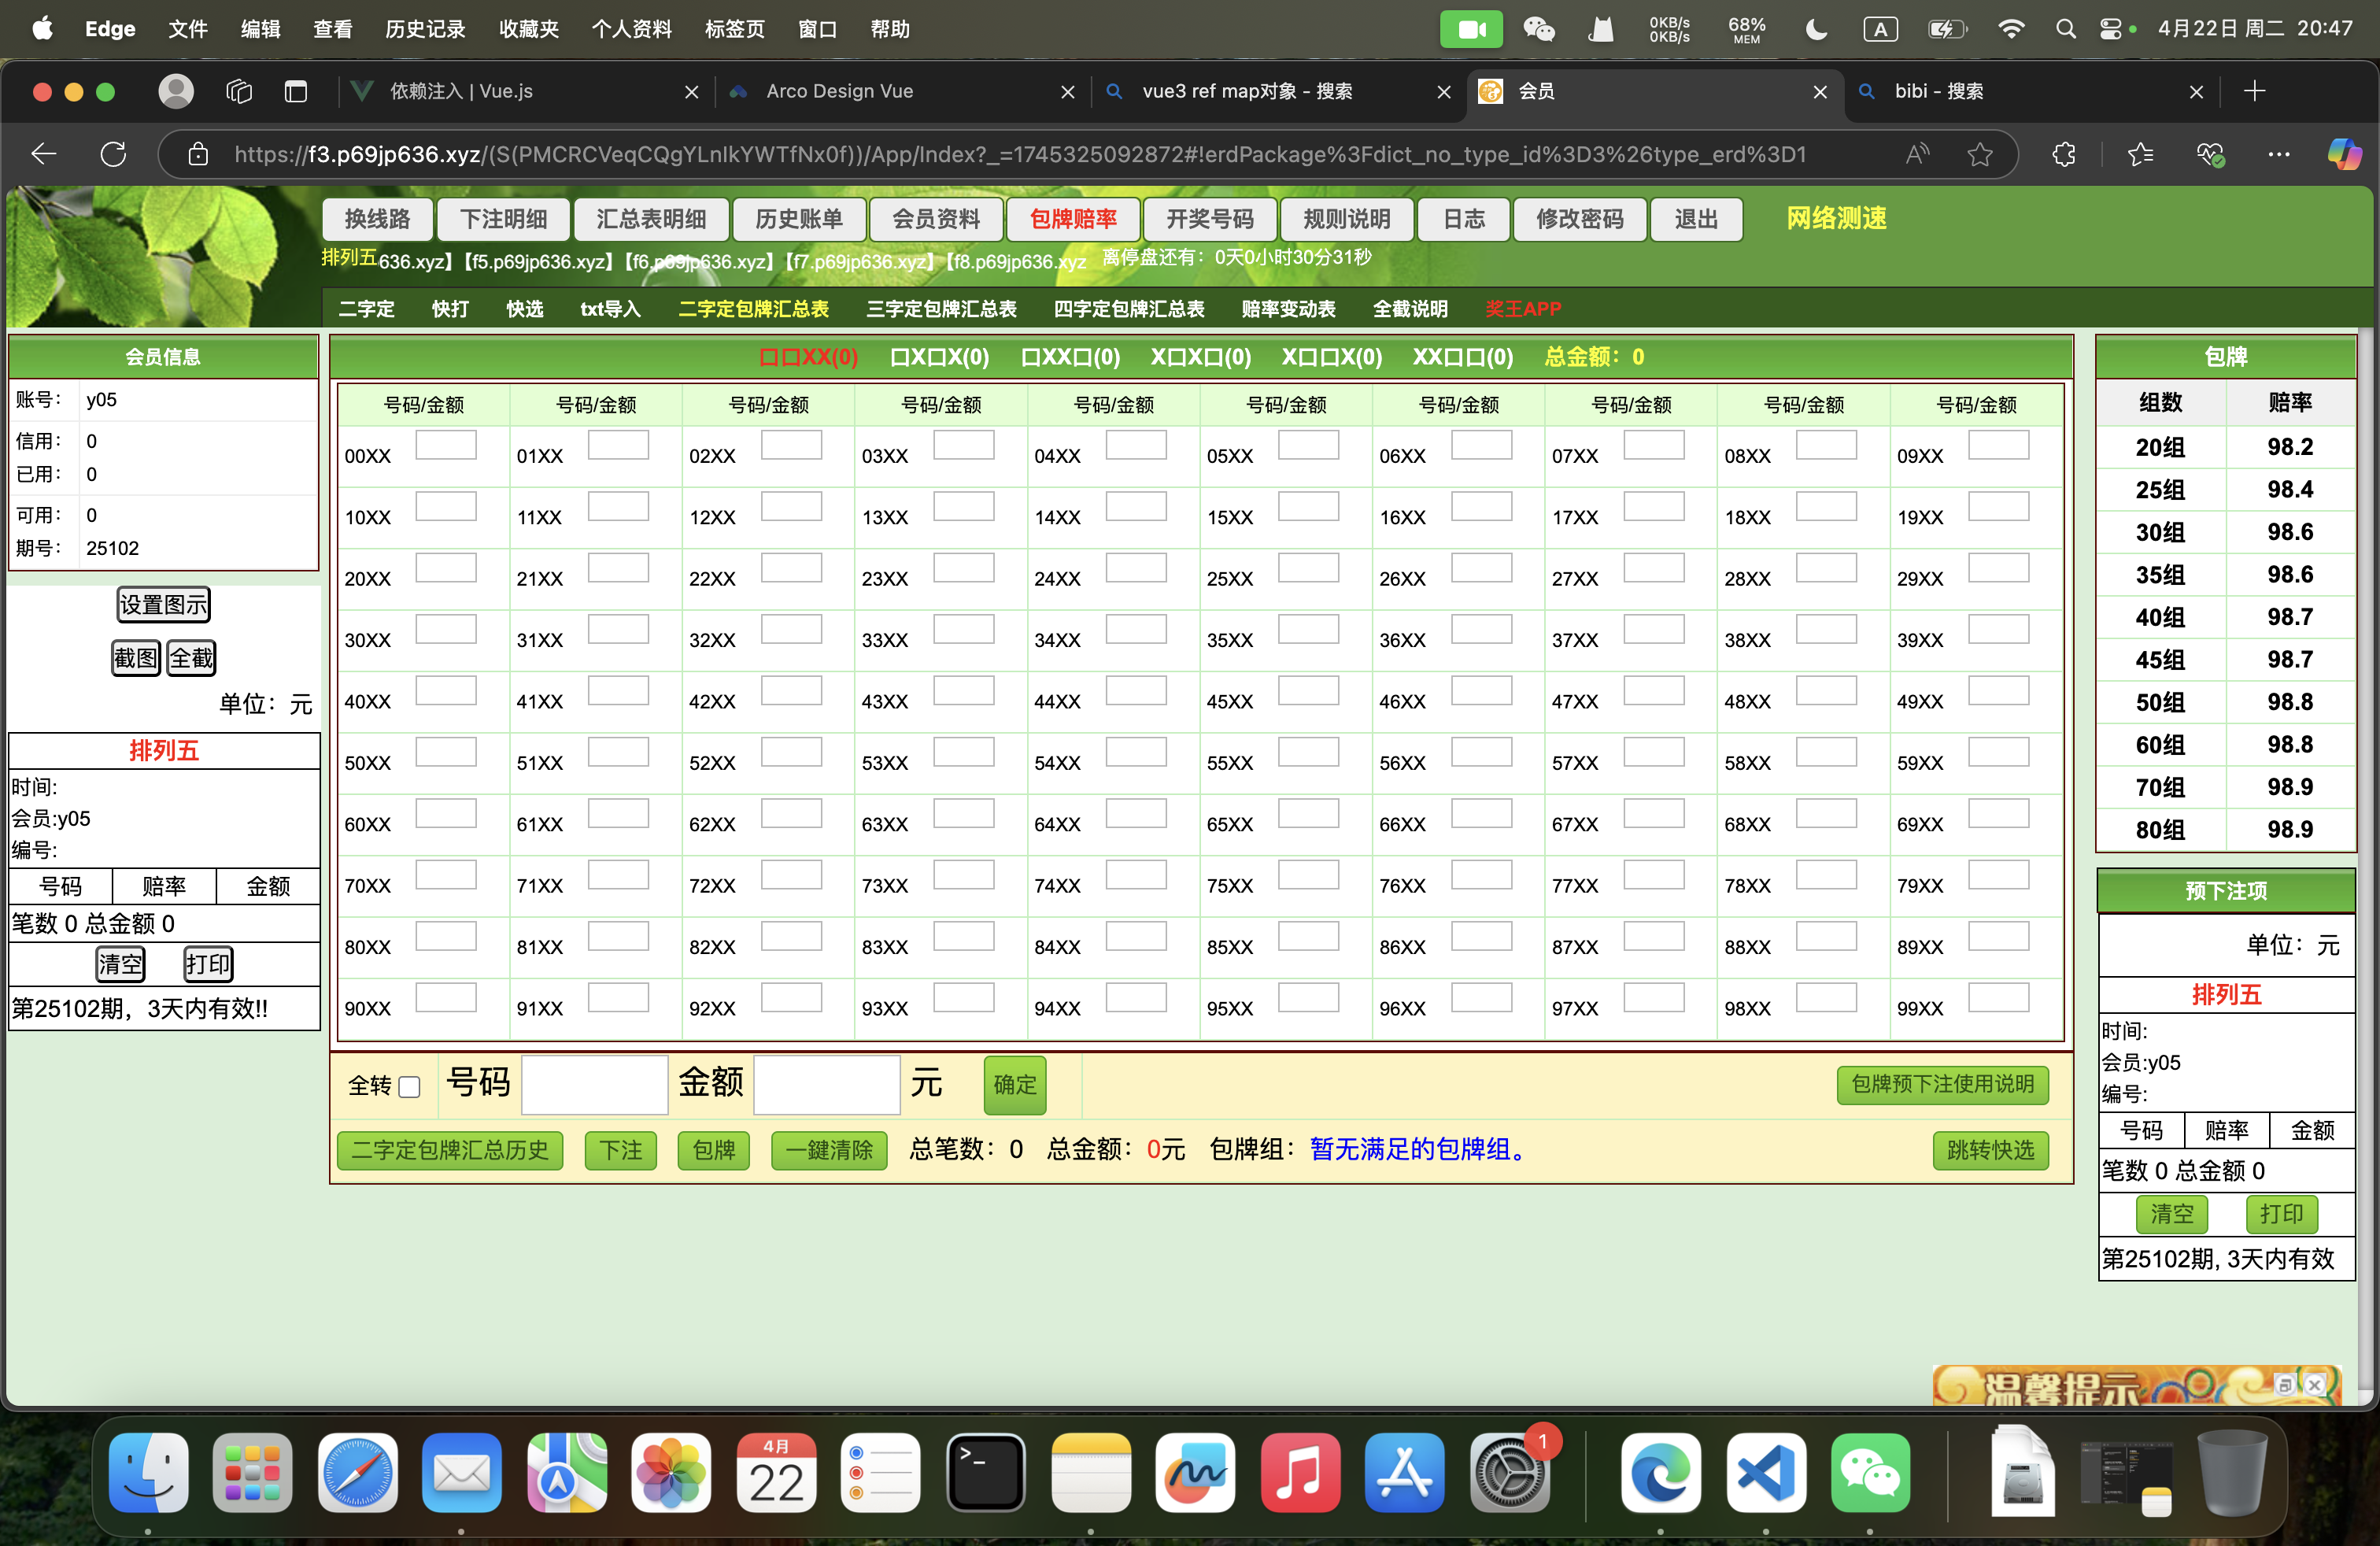 Edge 文件 编辑 查看 历史记录 收藏夹 个人资料 标签页 窗口 帮助 0KB/s 0KB/s 68% MEM A 4月22日 周二 20:47
依赖注入 | Vue.js Arco Design Vue vue3 ref map对象 - 搜索 会员 bibi - 搜索
https://f3.p69jp636.xyz/(S(PMCRCVeqCQgYLnlkYWTfNx0f))/App/Index?_=1745325092872#!erdPackage%3Fdict_no_type_id%3D3%26type_erd%3D1
换线路 下注明细 汇总表明细 历史账单 会员资料 包牌赔率 开奖号码 规则说明 日志 修改密码 退出 网络测速
排列五 636.xyz】【f5.p69jp636.xyz】【f6.p69jp636.xyz】【f7.p69jp636.xyz】【f8.p69jp636.xyz 离停盘还有：0天0小时30分31秒
二字定 快打 快选 txt导入 二字定包牌汇总表 三字定包牌汇总表 四字定包牌汇总表 赔率变动表 全截说明 奖王APP
会员信息
账号： y05
信用： 0
已用： 0
可用： 0
期号： 25102
设置图示
截图 全截
单位：元
排列五
时间:
会员:y05
编号:
号码 赔率 金额
笔数 0 总金额 0
清空 打印
第25102期，3天内有效!!
口口XX(0) 口X口X(0) 口XX口(0) X口X口(0) X口口X(0) XX口口(0) 总金额：0
号码/金额 号码/金额 号码/金额 号码/金额 号码/金额 号码/金额 号码/金额 号码/金额 号码/金额 号码/金额
00XX 01XX 02XX 03XX 04XX 05XX 06XX 07XX 08XX 09XX
10XX 11XX 12XX 13XX 14XX 15XX 16XX 17XX 18XX 19XX
20XX 21XX 22XX 23XX 24XX 25XX 26XX 27XX 28XX 29XX
30XX 31XX 32XX 33XX 34XX 35XX 36XX 37XX 38XX 39XX
40XX 41XX 42XX 43XX 44XX 45XX 46XX 47XX 48XX 49XX
50XX 51XX 52XX 53XX 54XX 55XX 56XX 57XX 58XX 59XX
60XX 61XX 62XX 63XX 64XX 65XX 66XX 67XX 68XX 69XX
70XX 71XX 72XX 73XX 74XX 75XX 76XX 77XX 78XX 79XX
80XX 81XX 82XX 83XX 84XX 85XX 86XX 87XX 88XX 89XX
90XX 91XX 92XX 93XX 94XX 95XX 96XX 97XX 98XX 99XX
全转 号码 金额 元 确定 包牌预下注使用说明
二字定包牌汇总历史 下注 包牌 一鍵清除 总笔数：0 总金额：0元 包牌组：暂无满足的包牌组。 跳转快选
包牌
组数 赔率
20组 98.2
25组 98.4
30组 98.6
35组 98.6
40组 98.7
45组 98.7
50组 98.8
60组 98.8
70组 98.9
80组 98.9
预下注项
单位：元
排列五
时间:
会员:y05
编号:
号码 赔率 金额
笔数 0 总金额 0
清空 打印
第25102期, 3天内有效
温馨提示
4月
22
1